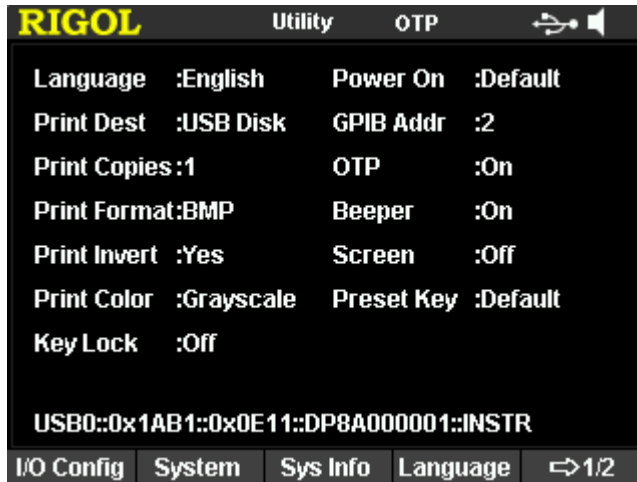 RIGOL Utility OTP
Language :English Power On :Default
Print Dest :USB Disk GPIB Addr :2
Print Copies:1 OTP :On
Print Format:BMP Beeper :On
Print Invert :Yes Screen :Off
Print Color :Grayscale Preset Key :Default
Key Lock :Off
USB0::0x1AB1::0x0E11::DP8A000001::INSTR
I/O Config System Sys Info Language ⇨1/2